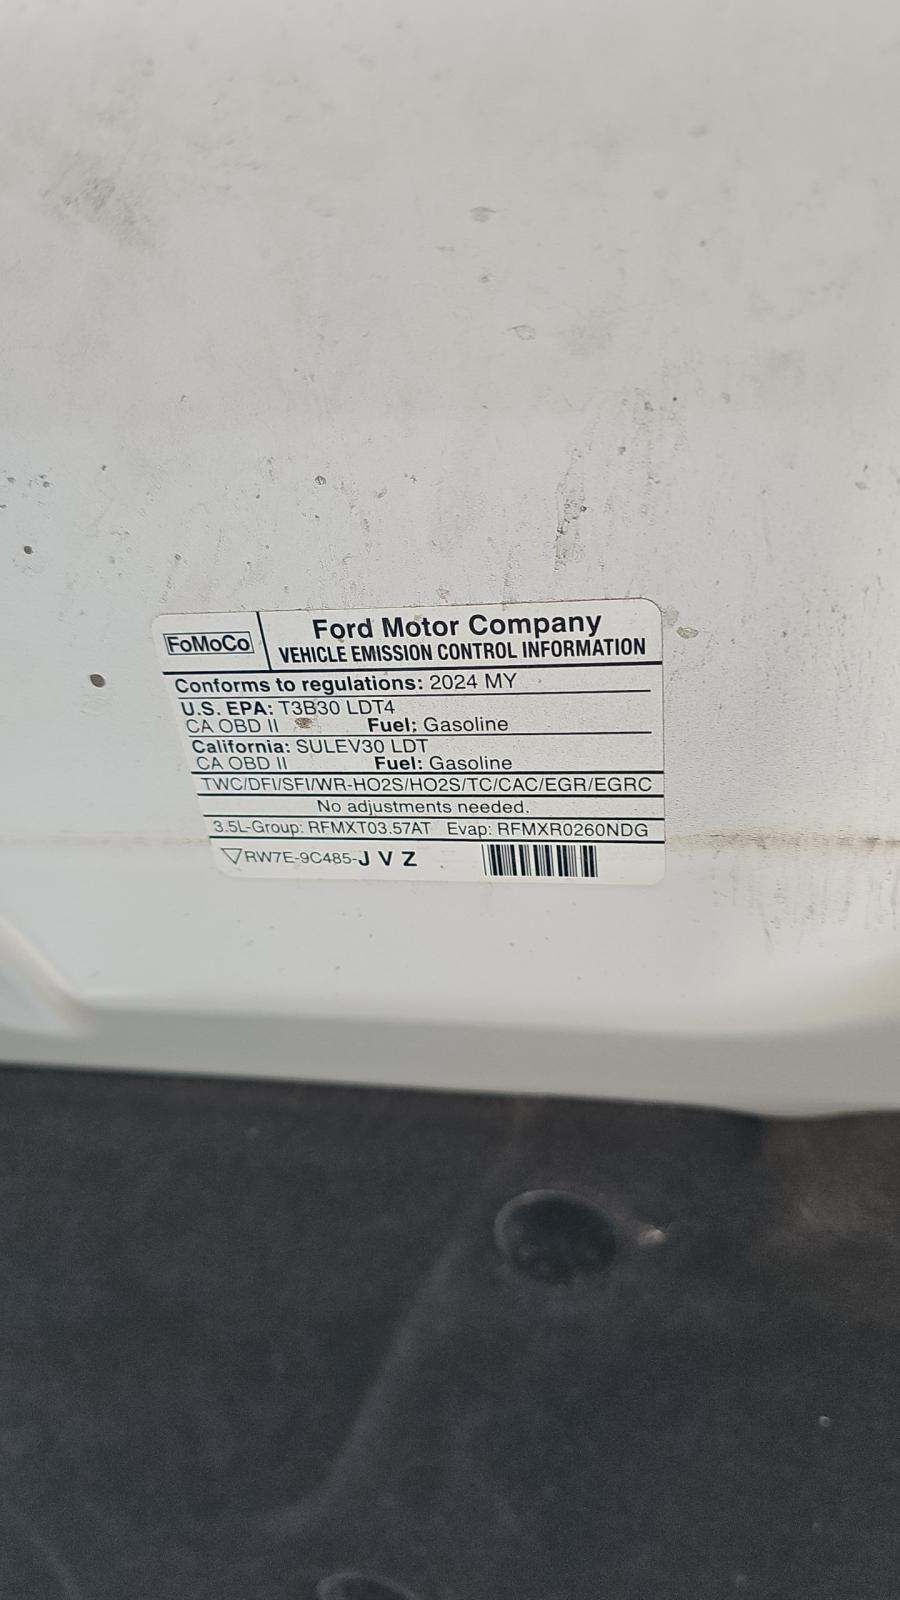 FoMoCo
Ford Motor Company
VEHICLE EMISSION CONTROL INFORMATION
Conforms to regulations: 2024 MY
U.S. EPA: T3B30 LDT4
CA OBD II Fuel: Gasoline
California: SULEV30 LDT
CA OBD II Fuel: Gasoline
TWC/DFI/SFI/WR-HO2S/HO2S/TC/CAC/EGR/EGRC
No adjustments needed.
3.5L-Group: RFMXT03.57AT Evap: RFMXR0260NDG
RW7E-9C485-J V Z